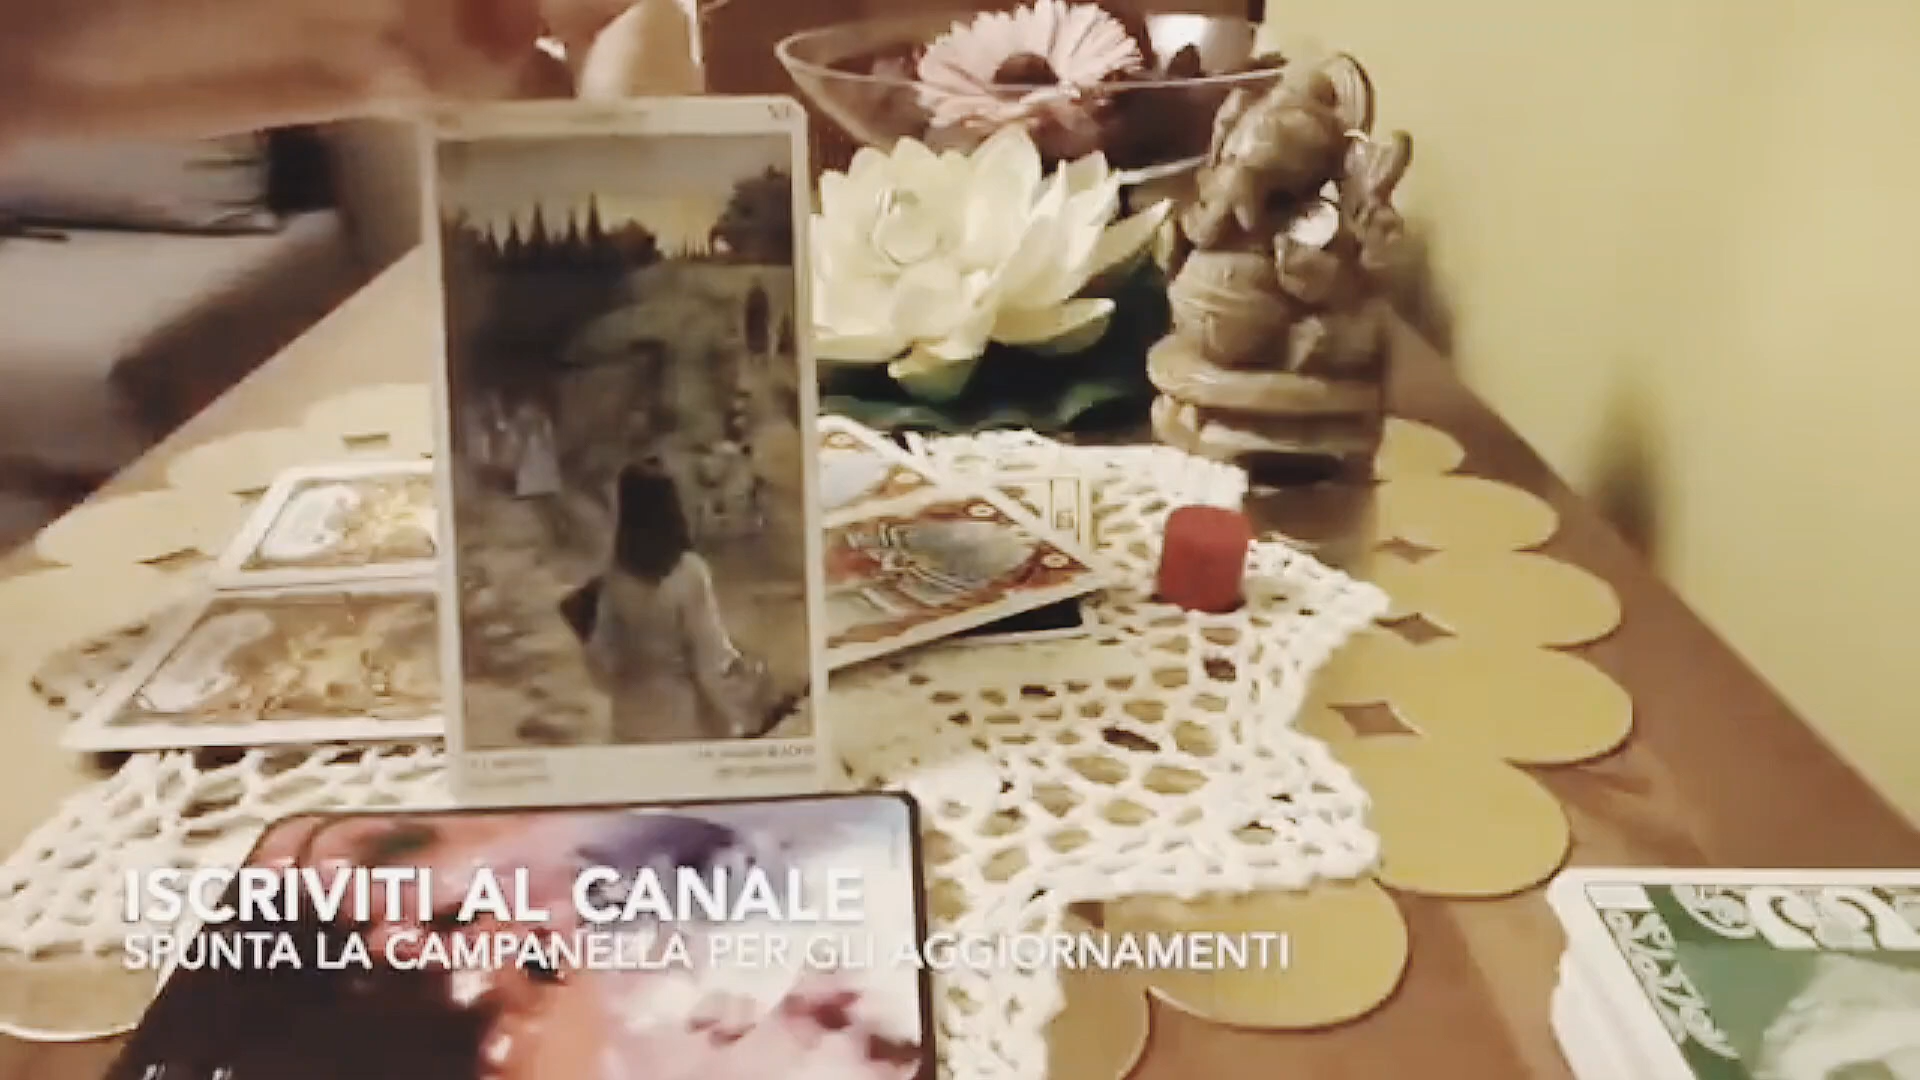 ISCRIVITI AL CANALE
SPUNTA LA CAMPANELLA PER GLI AGGIORNAMENTI